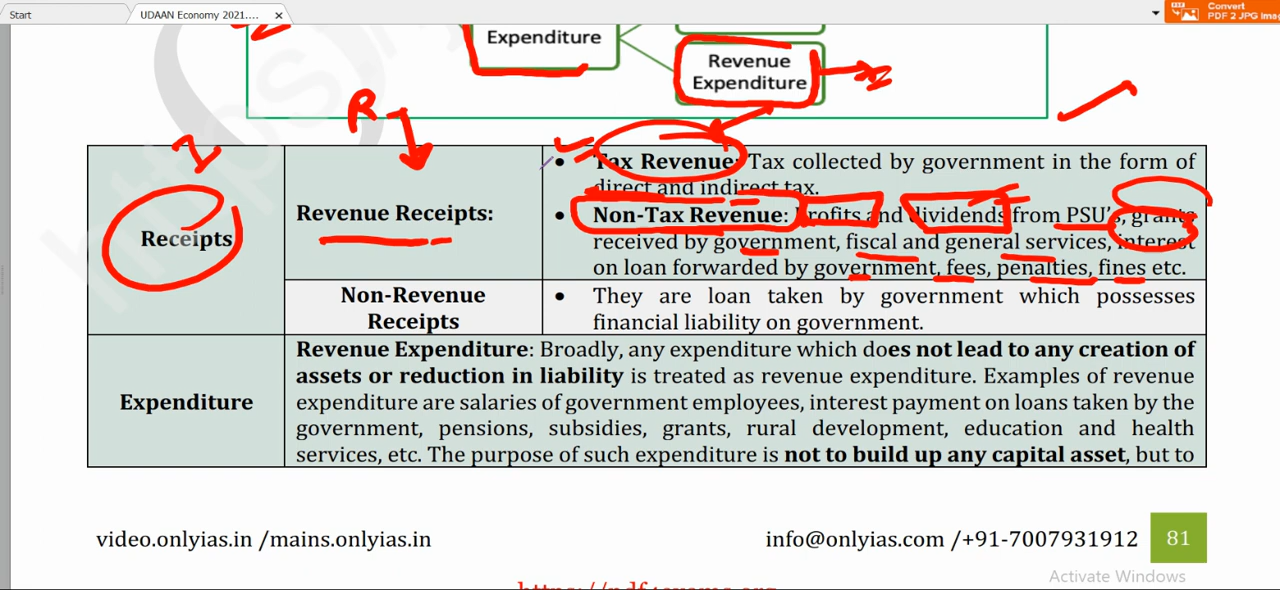 Start
UDAAN Economy 2021....
Convert
PDF 2 JPG Imag
Expenditure
Revenue
Expenditure
R
Receipts
Revenue Receipts:
• Tax Revenue: Tax collected by government in the form of
direct and indirect tax.
• Non-Tax Revenue: Profits and dividends from PSU's, grants
received by government, fiscal and general services, interest
on loan forwarded by government, fees, penalties, fines etc.
Non-Revenue
Receipts
• They are loan taken by government which possesses
financial liability on government.
Expenditure
Revenue Expenditure: Broadly, any expenditure which does not lead to any creation of
assets or reduction in liability is treated as revenue expenditure. Examples of revenue
expenditure are salaries of government employees, interest payment on loans taken by the
government, pensions, subsidies, grants, rural development, education and health
services, etc. The purpose of such expenditure is not to build up any capital asset, but to
video.onlyias.in /mains.onlyias.in
info@onlyias.com /+91-7007931912
81
Activate Windows
https://pdf4exams.org